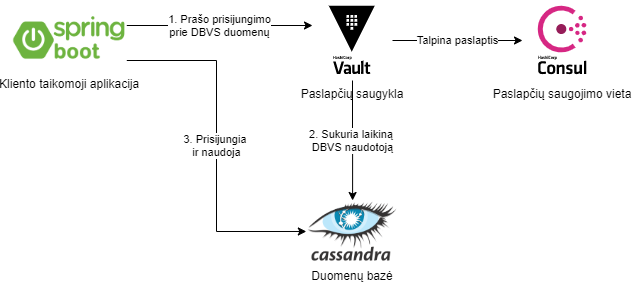 spring
boot
Kliento taikomoji aplikacija
1. Prašo prisijungimo
prie DBVS duomenų
HashiCorp
Vault
Paslapčių saugykla
Talpina paslaptis
HashiCorp
Consul
Paslapčių saugojimo vieta
3. Prisijungia
ir naudoja
2. Sukuria laikiną
DBVS naudotoją
cassandra
Duomenų bazė